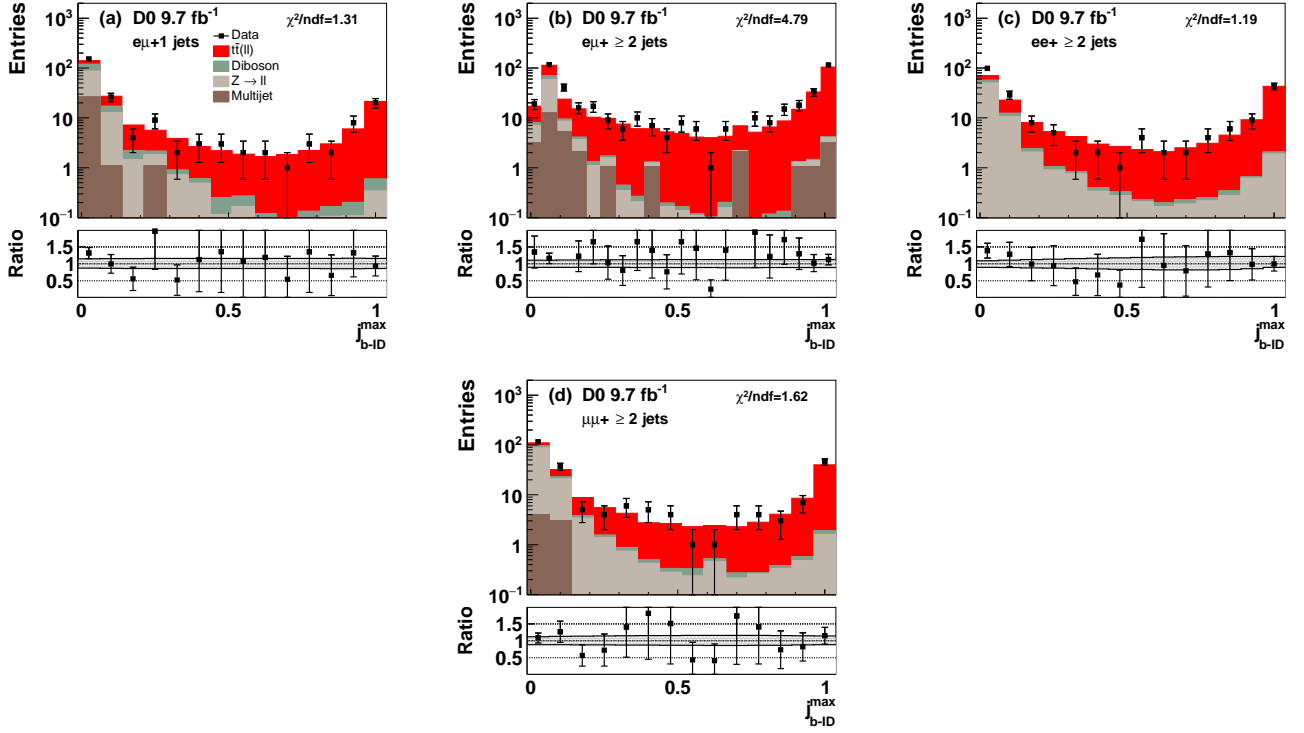 (a) D0 9.7 fb⁻¹ χ²/ndf=1.31
eμ+1 jets
Data
tt̄(ll)
Diboson
Z → ll
Multijet
Entries
10³
10²
10
1
10⁻¹
Ratio
1.5
1
0.5
0 0.5 1
j^max_b-ID
(b) D0 9.7 fb⁻¹ χ²/ndf=4.79
eμ+ ≥ 2 jets
Entries
10³
10²
10
1
10⁻¹
Ratio
1.5
1
0.5
0 0.5 1
j^max_b-ID
(c) D0 9.7 fb⁻¹ χ²/ndf=1.19
ee+ ≥ 2 jets
Entries
10³
10²
10
1
10⁻¹
Ratio
1.5
1
0.5
0 0.5 1
j^max_b-ID
(d) D0 9.7 fb⁻¹ χ²/ndf=1.62
μμ+ ≥ 2 jets
Entries
10³
10²
10
1
10⁻¹
Ratio
1.5
1
0.5
0 0.5 1
j^max_b-ID